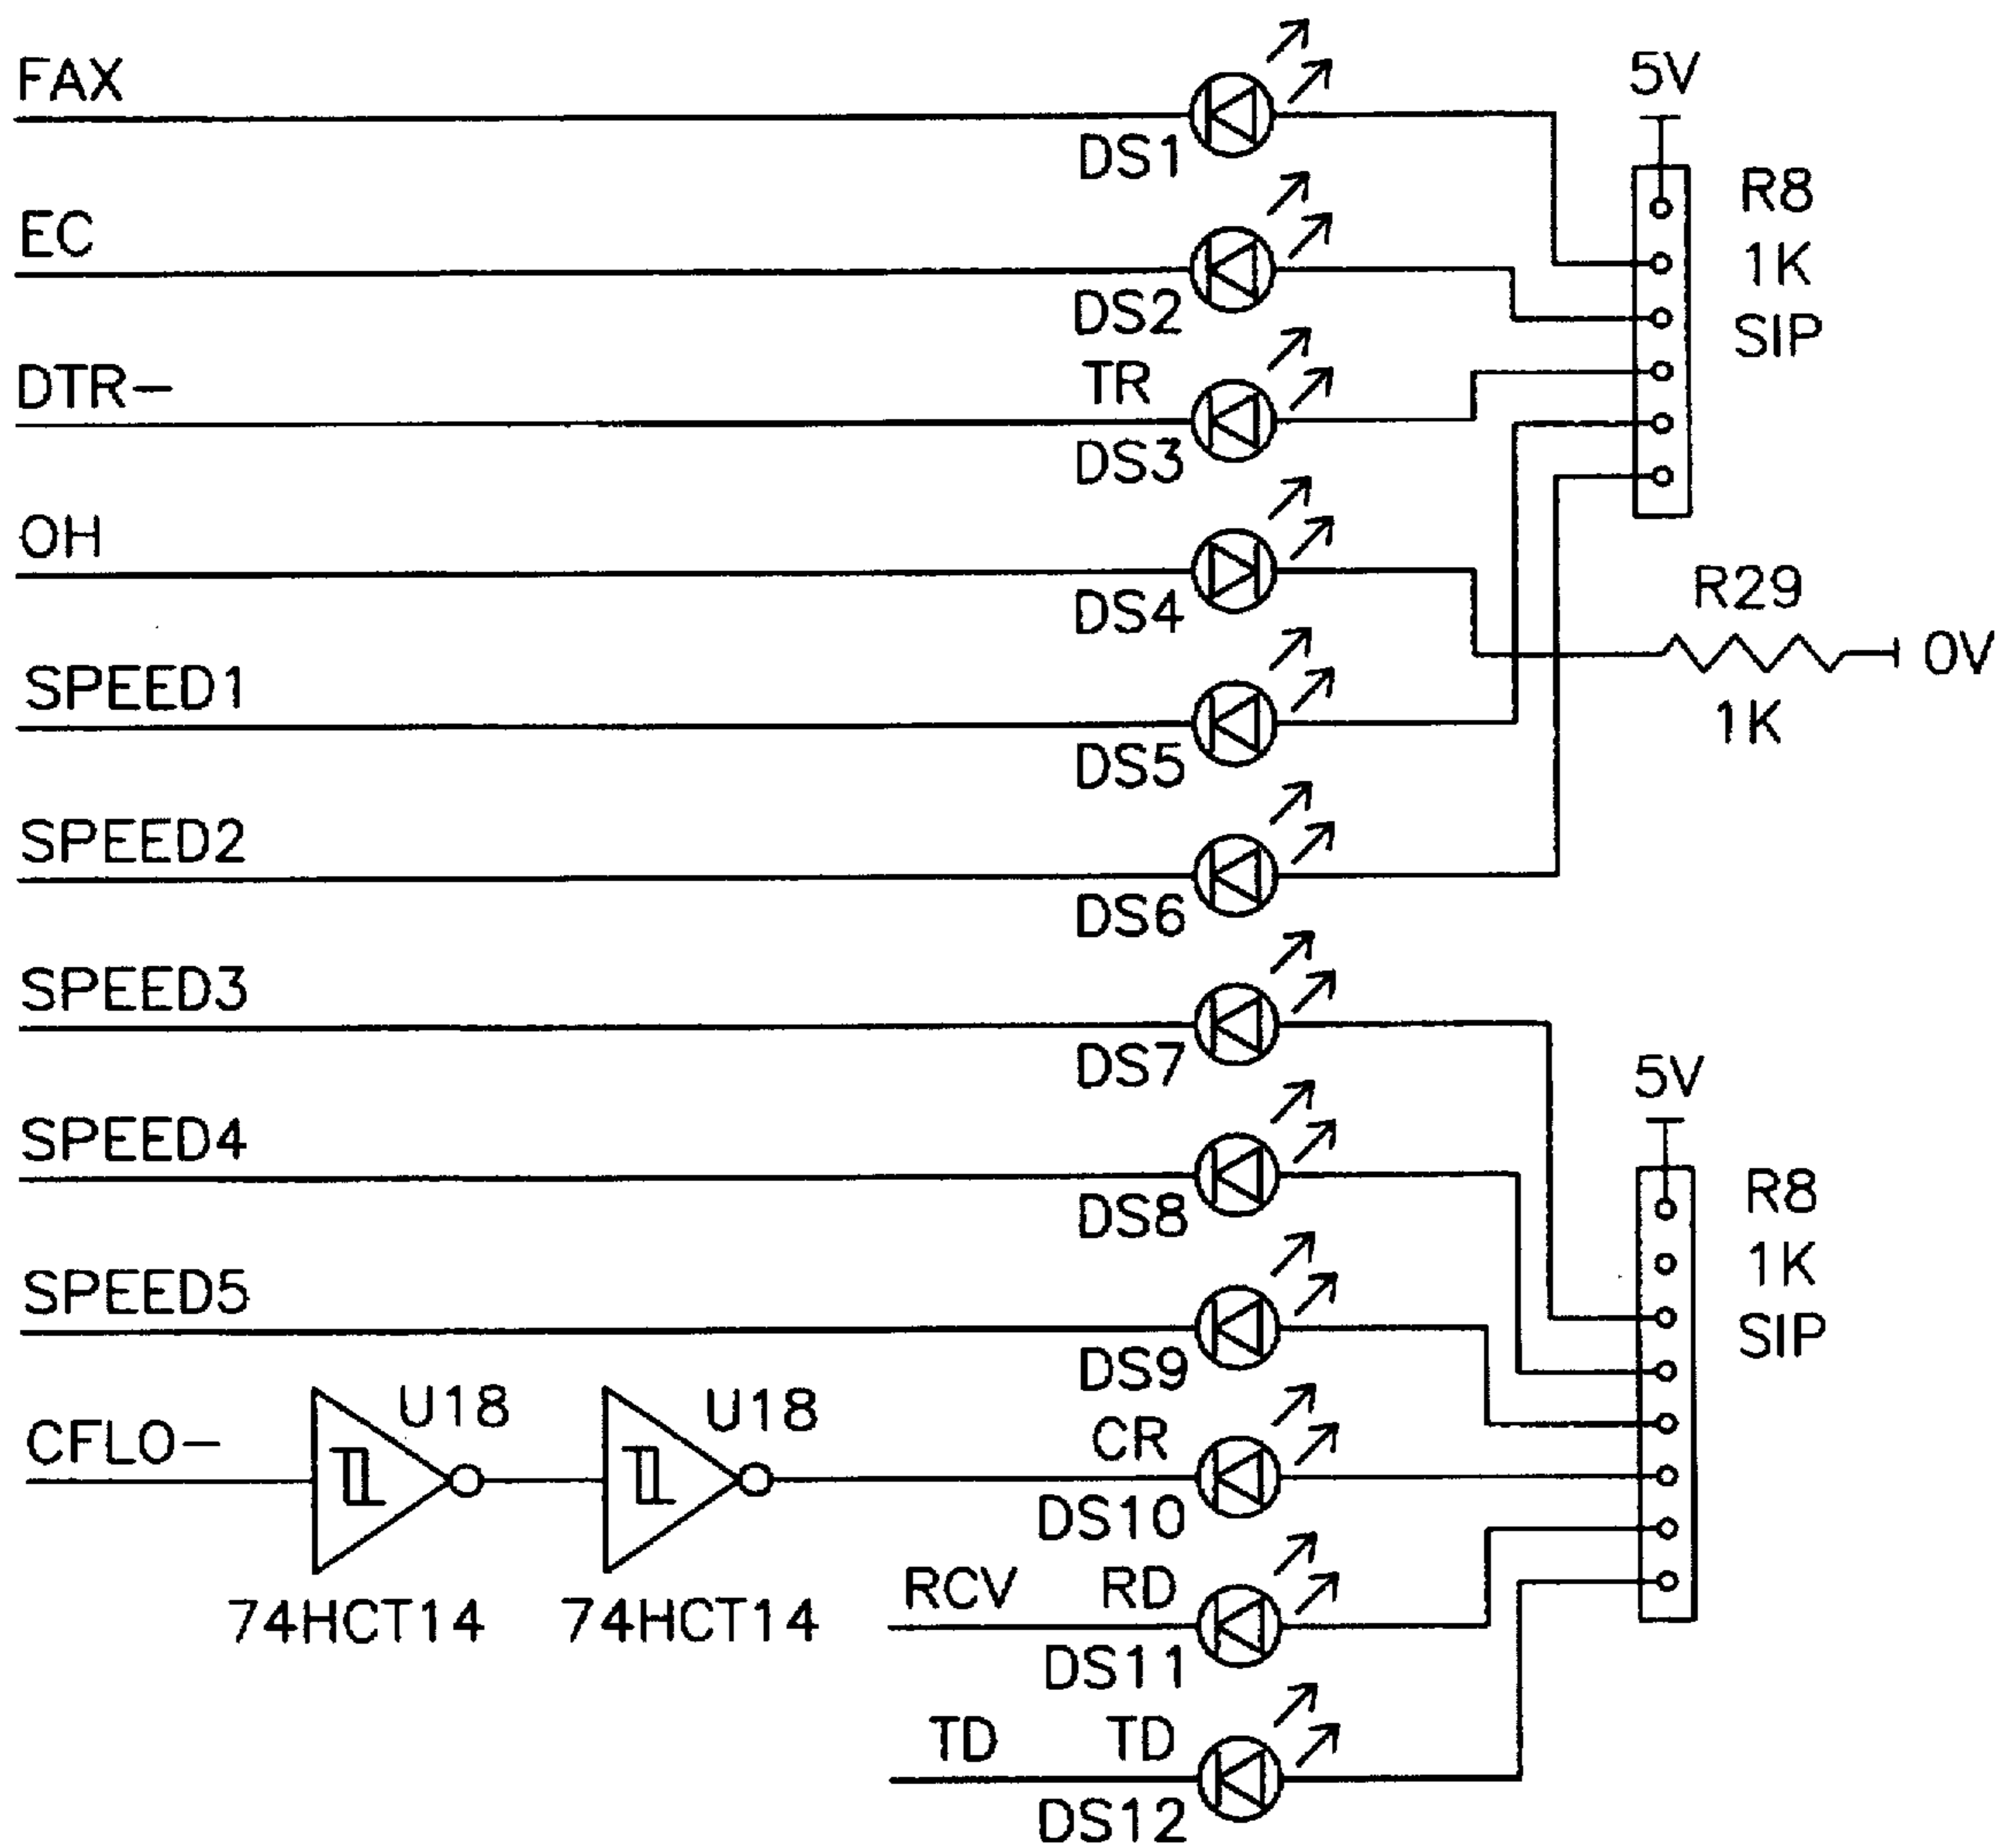 FAX
DS1
5V
R8
1K
SIP
EC
DS2
DTR-
TR
DS3
OH
DS4
R29
0V
1K
SPEED1
DS5
SPEED2
DS6
SPEED3
DS7
5V
R8
1K
SIP
SPEED4
DS8
SPEED5
DS9
CFLO-
U18
U18
CR
DS10
74HCT14
74HCT14
RCV
RD
DS11
TD
TD
DS12